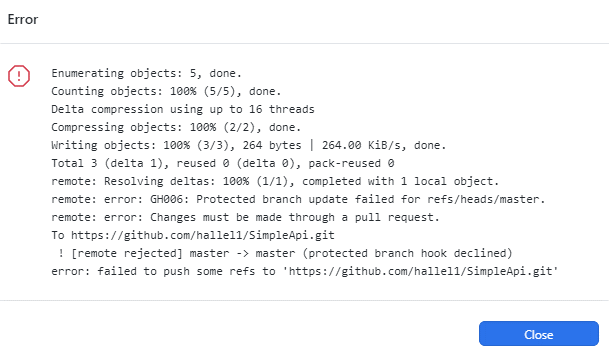 Error
Enumerating objects: 5, done.
Counting objects: 100% (5/5), done.
Delta compression using up to 16 threads
Compressing objects: 100% (2/2), done.
Writing objects: 100% (3/3), 264 bytes | 264.00 KiB/s, done.
Total 3 (delta 1), reused 0 (delta 0), pack-reused 0
remote: Resolving deltas: 100% (1/1), completed with 1 local object.
remote: error: GH006: Protected branch update failed for refs/heads/master.
remote: error: Changes must be made through a pull request.
To https://github.com/hallel1/SimpleApi.git
! [remote rejected] master -> master (protected branch hook declined)
error: failed to push some refs to 'https://github.com/hallel1/SimpleApi.git'
Close